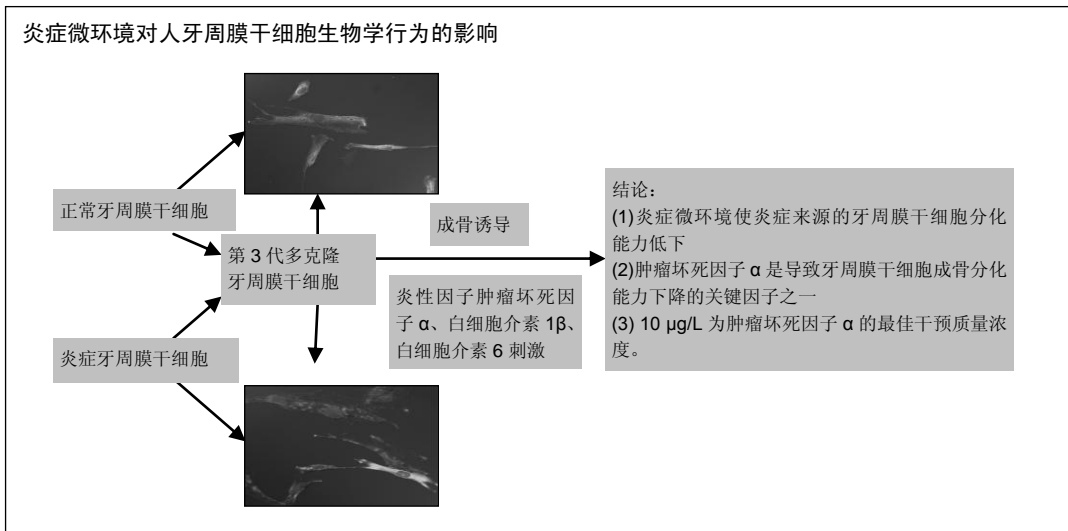 炎症微环境对人牙周膜干细胞生物学行为的影响
正常牙周膜干细胞
第 3 代多克隆
牙周膜干细胞
炎症牙周膜干细胞
成骨诱导
炎性因子肿瘤坏死因
子 α、白细胞介素 1β、
白细胞介素 6 刺激
结论：
(1)炎症微环境使炎症来源的牙周膜干细胞分化
能力低下
(2)肿瘤坏死因子 α 是导致牙周膜干细胞成骨分化
能力下降的关键因子之一
(3) 10 μg/L 为肿瘤坏死因子 α 的最佳干预质量浓
度。